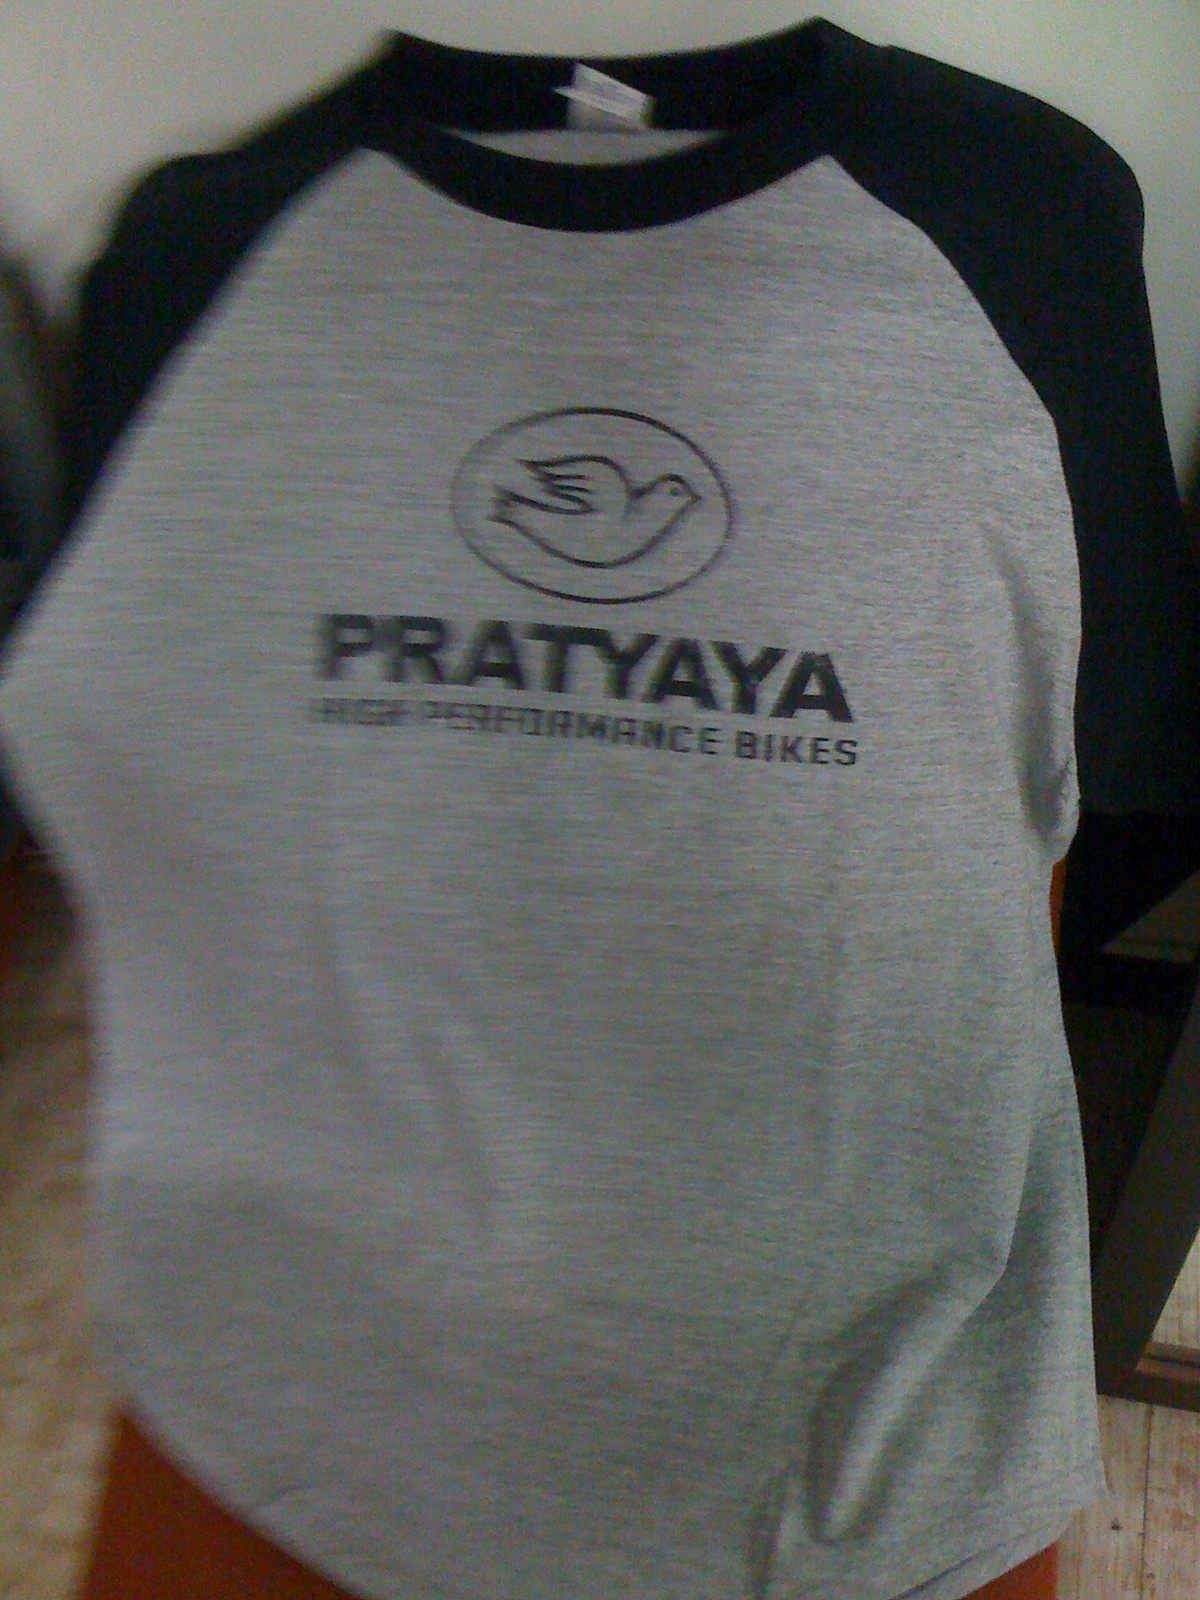 PRATYAYA
HIGH PERFORMANCE BIKES